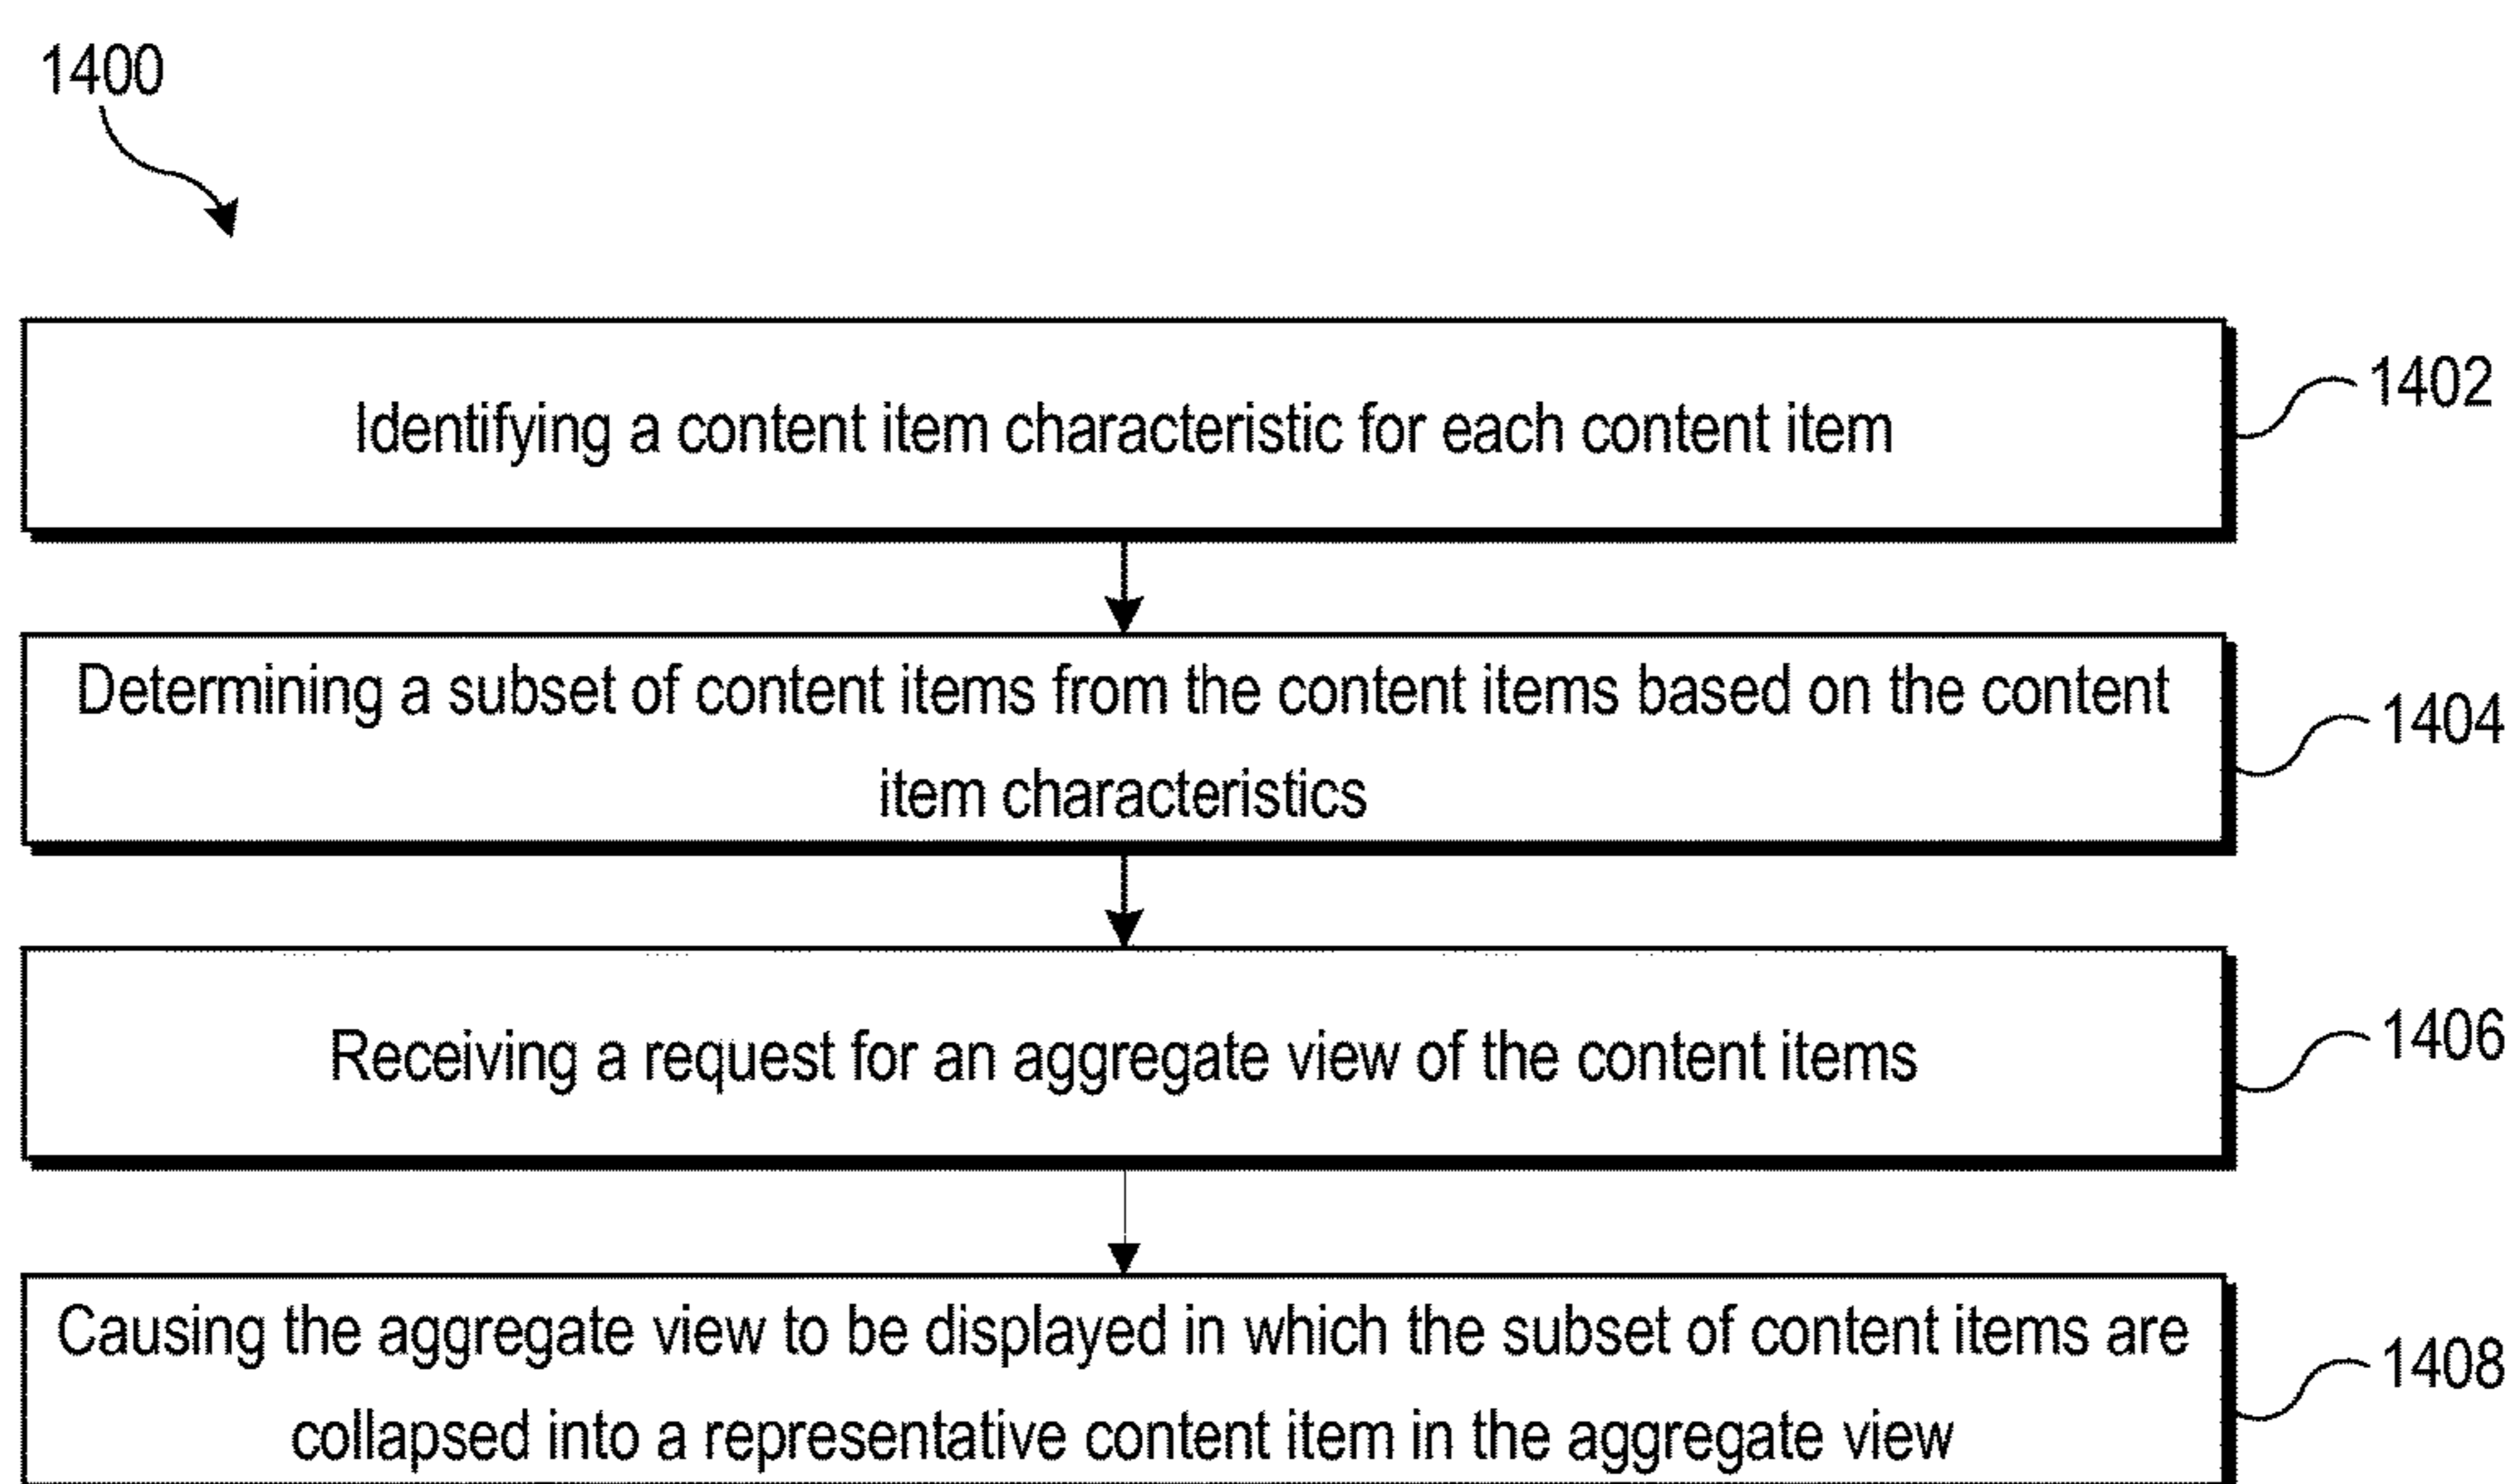 1400
Identifying a content item characteristic for each content item
1402
Determining a subset of content items from the content items based on the content
item characteristics
1404
Receiving a request for an aggregate view of the content items
1406
Causing the aggregate view to be displayed in which the subset of content items are
collapsed into a representative content item in the aggregate view
1408